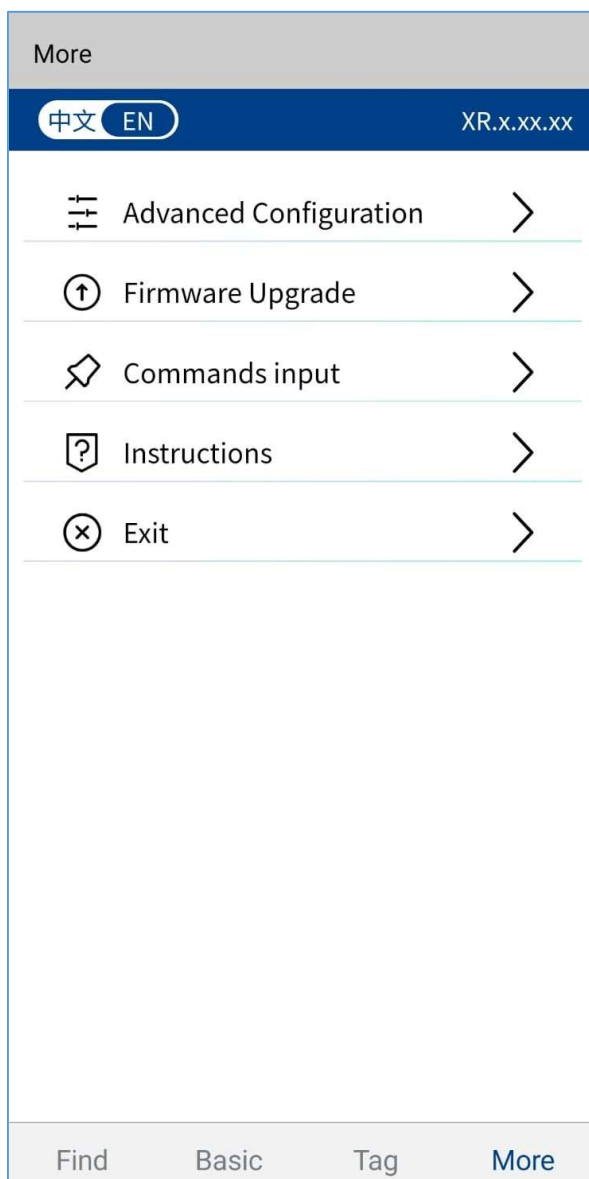 More
中文 EN XR.x.xx.xx
Advanced Configuration
Firmware Upgrade
Commands input
Instructions
Exit
Find Basic Tag More